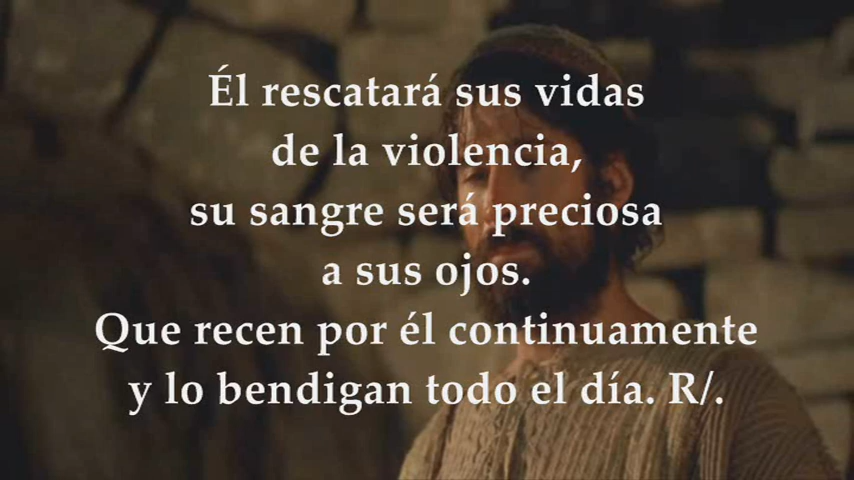 Él rescatará sus vidas
de la violencia,
su sangre será preciosa
a sus ojos.
Que recen por él continuamente
y lo bendigan todo el día. R/.